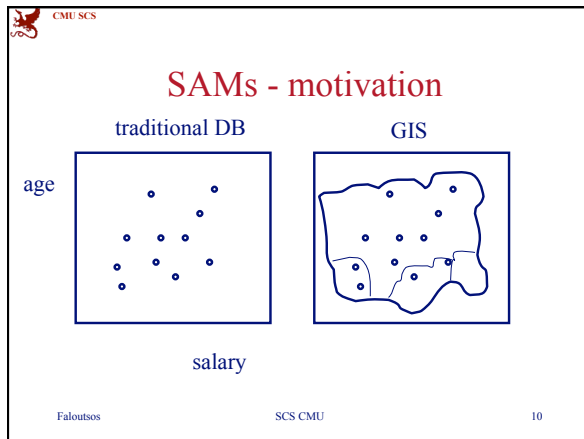 CMU SCS
SAMs - motivation
traditional DB
GIS
age
salary
Faloutsos
SCS CMU
10